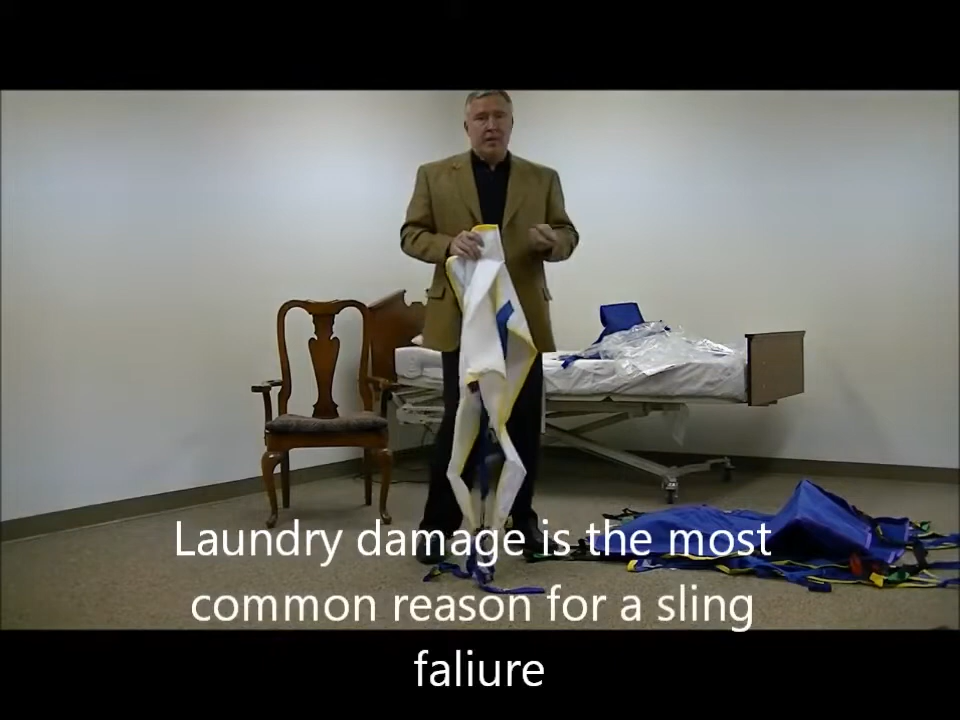 Laundry damage is the most
common reason for a sling
faliure